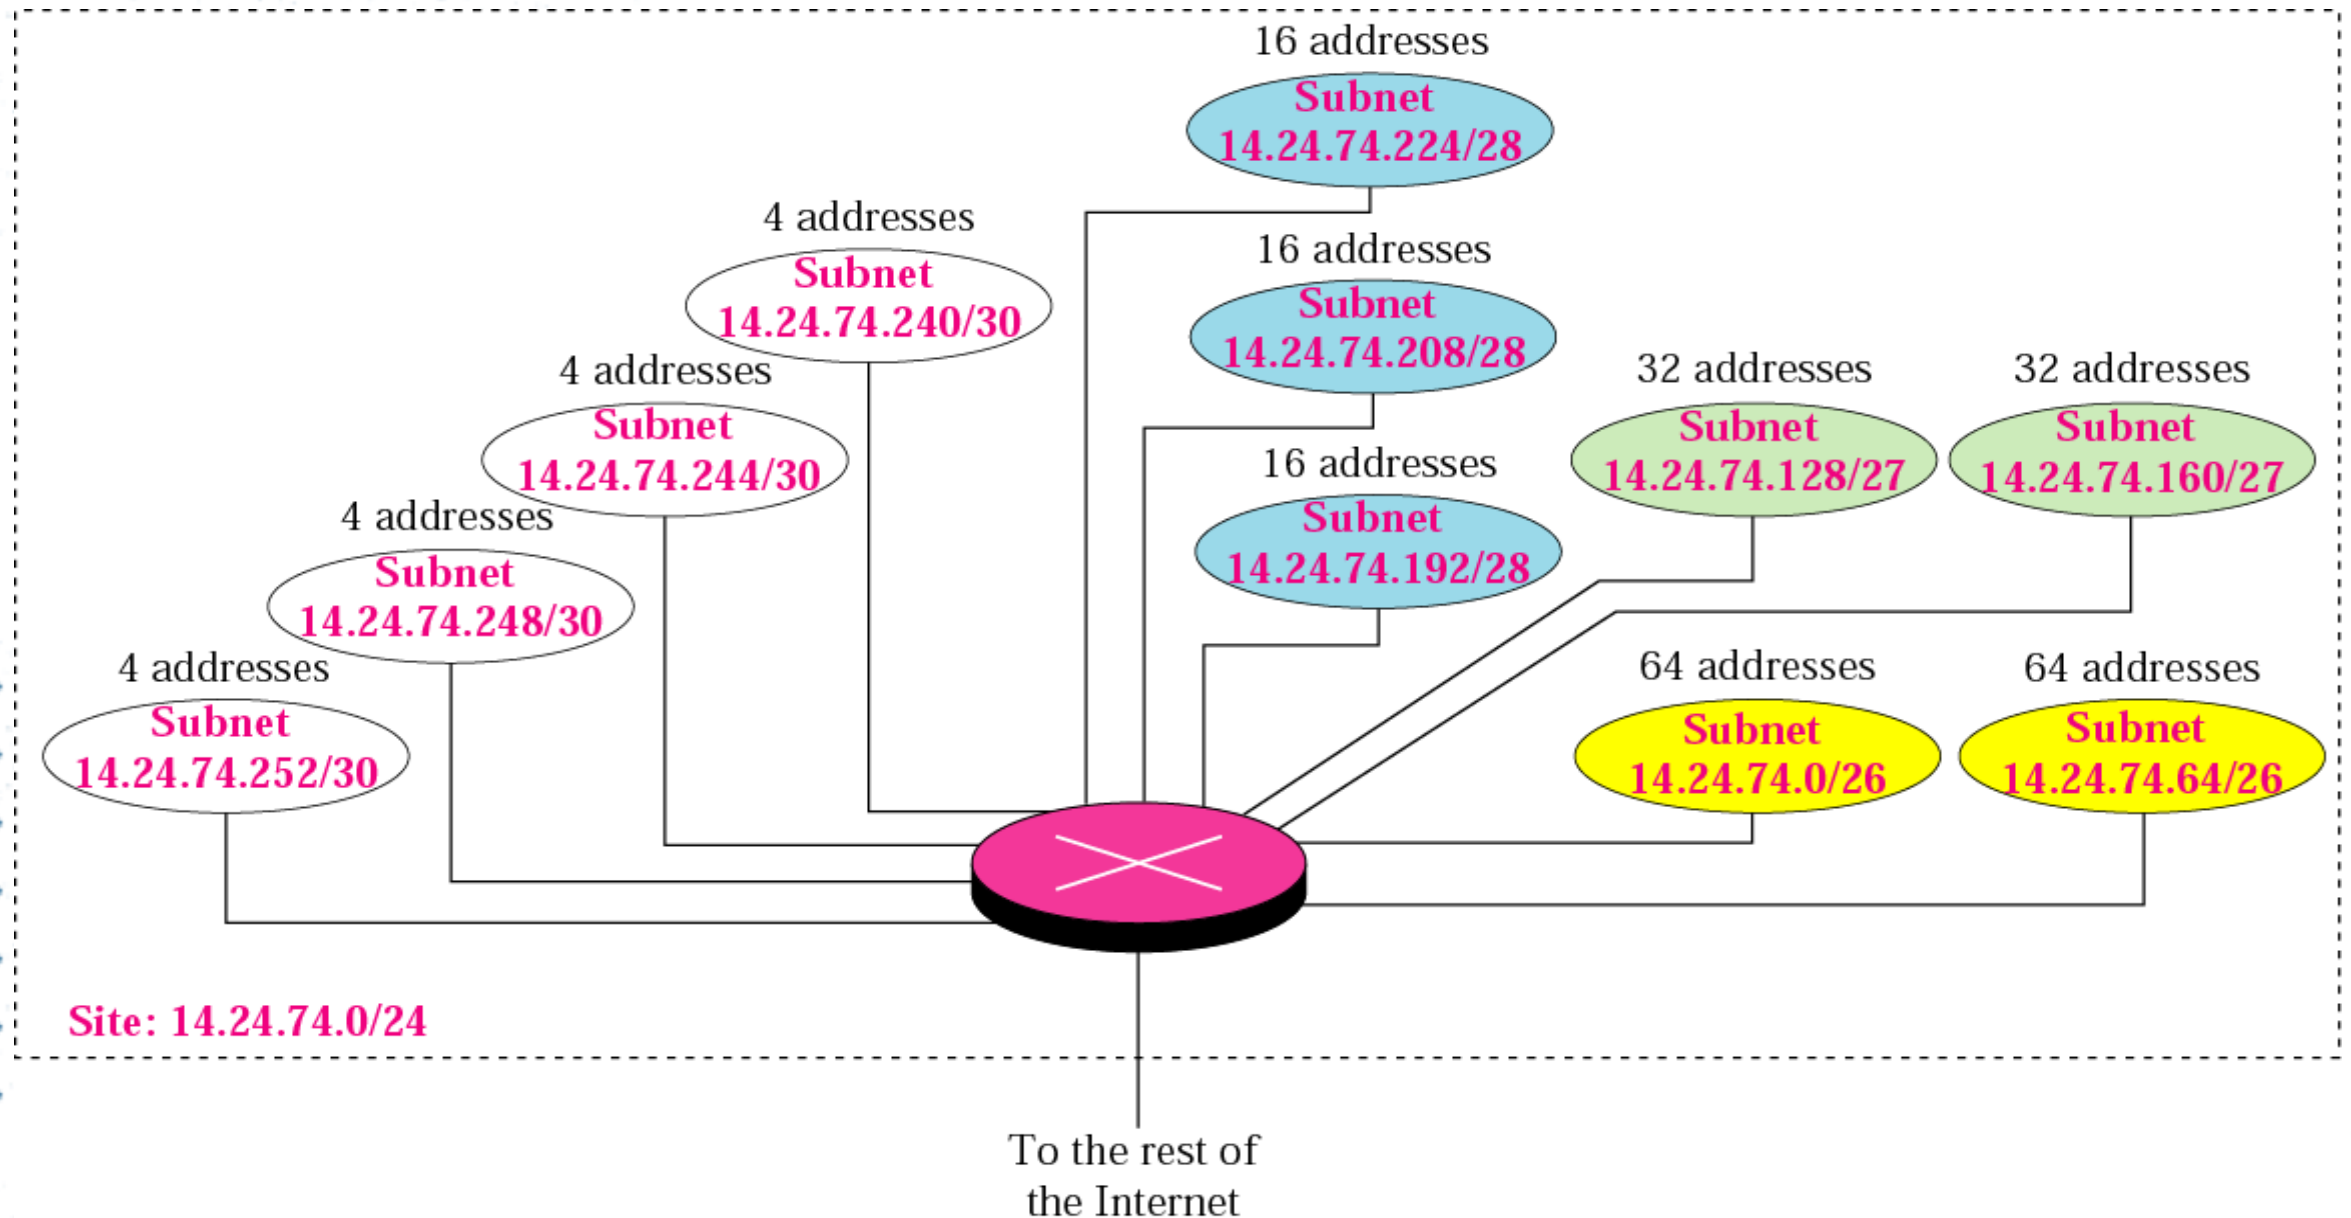 16 addresses
Subnet
14.24.74.224/28
4 addresses
Subnet
14.24.74.240/30
16 addresses
Subnet
14.24.74.208/28
4 addresses
Subnet
14.24.74.244/30
32 addresses
Subnet
14.24.74.128/27
32 addresses
Subnet
14.24.74.160/27
16 addresses
Subnet
14.24.74.192/28
4 addresses
Subnet
14.24.74.248/30
4 addresses
Subnet
14.24.74.252/30
64 addresses
Subnet
14.24.74.0/26
64 addresses
Subnet
14.24.74.64/26
Site: 14.24.74.0/24
To the rest of
the Internet